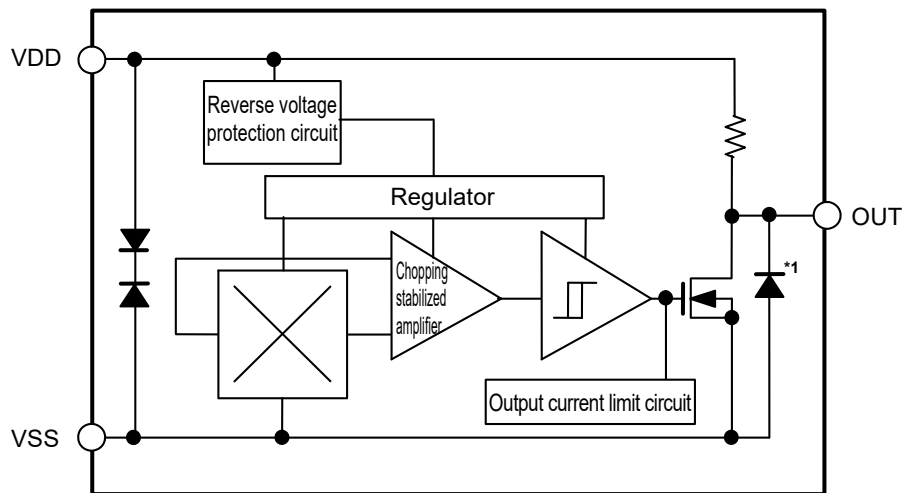 VDD
Reverse voltage
protection circuit
Regulator
OUT
*1
Chopping
stabilized
amplifier
Output current limit circuit
VSS